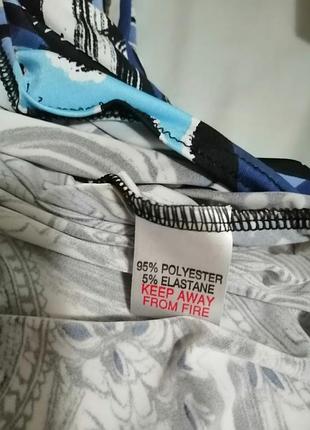 95% POLYESTER
5% ELASTANE
KEEP AWAY
FROM FIRE